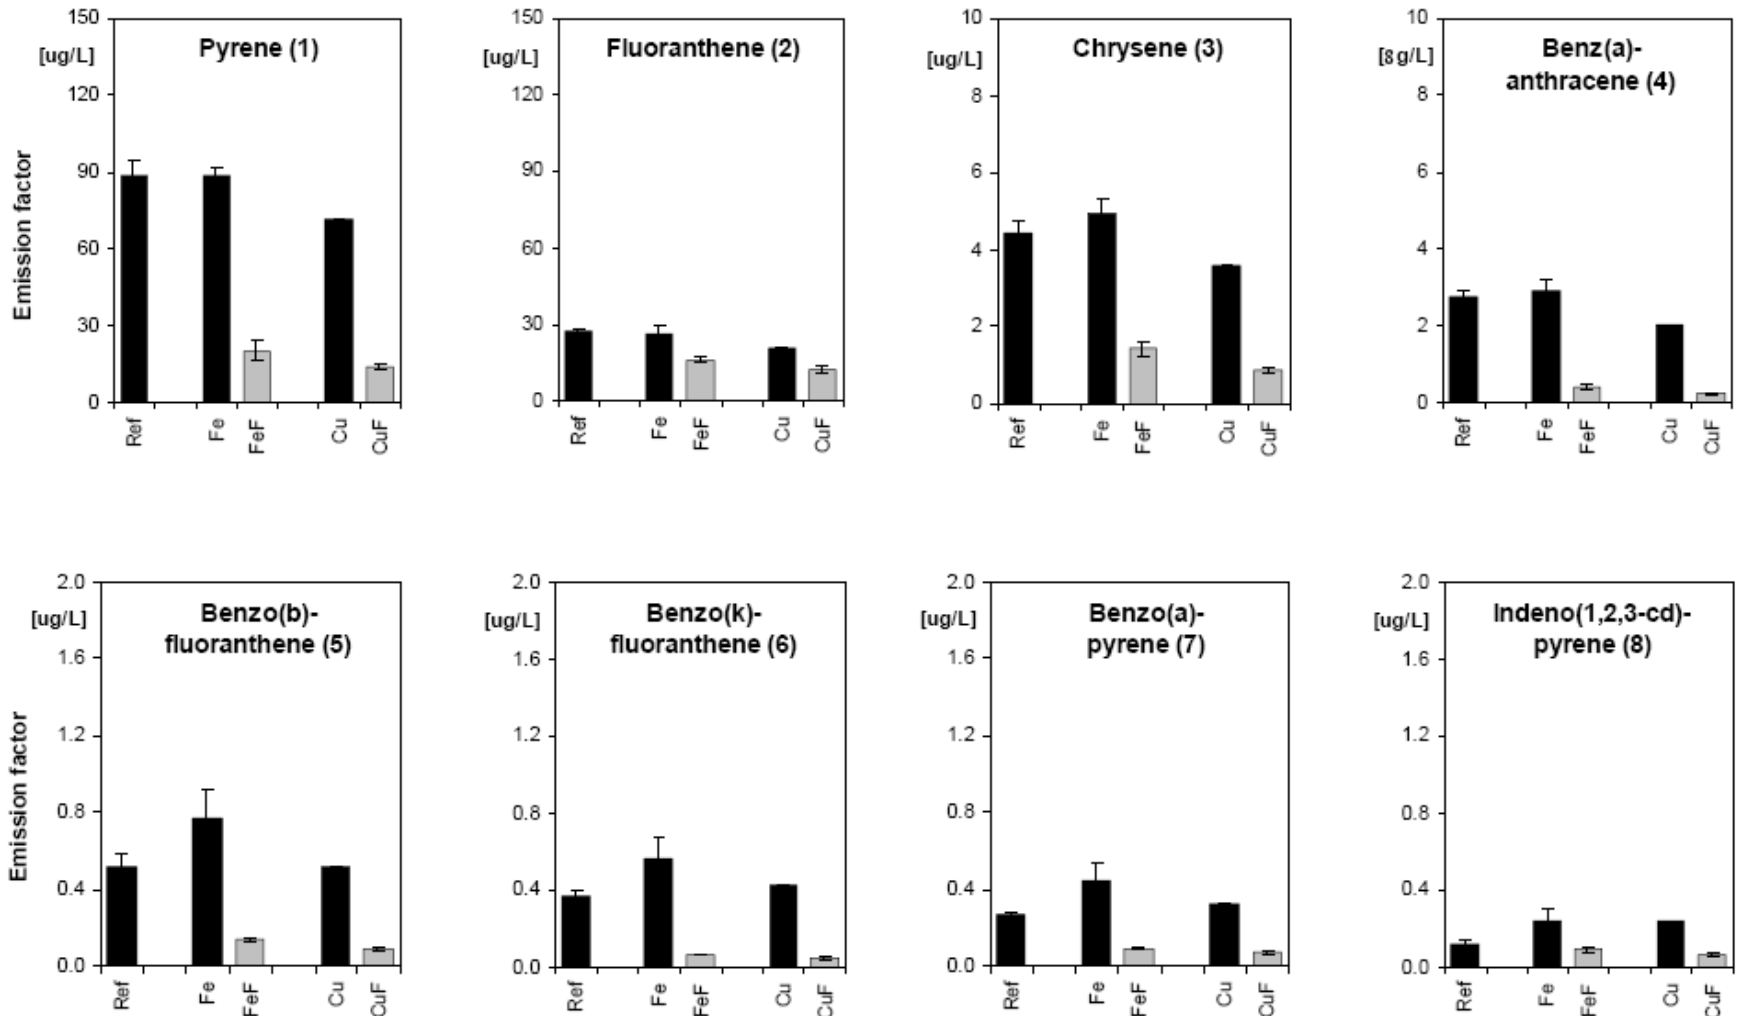 Pyrene (1)
[ug/L]
150
120
90
60
30
0
Emission factor
Ref
Fe
FeF
Cu
CuF
Fluoranthene (2)
[ug/L]
150
120
90
60
30
0
Ref
Fe
FeF
Cu
CuF
Chrysene (3)
[ug/L]
10
8
6
4
2
0
Ref
Fe
FeF
Cu
CuF
Benz(a)-
anthracene (4)
[8g/L]
10
8
6
4
2
0
Ref
Fe
FeF
Cu
CuF
Benzo(b)-
fluoranthene (5)
[ug/L]
2.0
1.6
1.2
0.8
0.4
0.0
Emission factor
Ref
Fe
FeF
Cu
CuF
Benzo(k)-
fluoranthene (6)
[ug/L]
2.0
1.6
1.2
0.8
0.4
0.0
Ref
Fe
FeF
Cu
CuF
Benzo(a)-
pyrene (7)
[ug/L]
2.0
1.6
1.2
0.8
0.4
0.0
Ref
Fe
FeF
Cu
CuF
Indeno(1,2,3-cd)-
pyrene (8)
[ug/L]
2.0
1.6
1.2
0.8
0.4
0.0
Ref
Fe
FeF
Cu
CuF